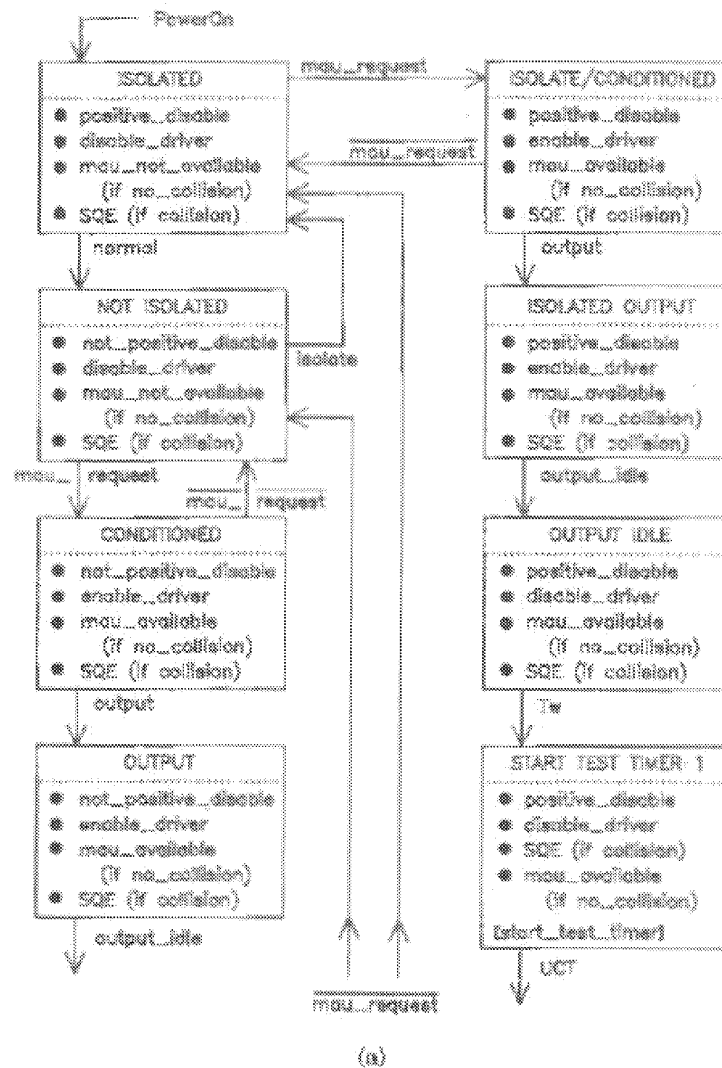 PowerOn
ISOLATED
● positive_disable
● disable_driver
● mau_not_available
(if no_collision)
● SQE (if collision)
normal
NOT ISOLATED
● not_positive_disable
● disable_driver
● mau_not_available
(if no_collision)
● SQE (if collision)
mau_request
mau_request
CONDITIONED
● not_positive_disable
● enable_driver
● mau_available
(if no_collision)
● SQE (if collision)
output
OUTPUT
● not_positive_disable
● enable_driver
● mau_available
(if no_collision)
● SQE (if collision)
output_idle
mau_request
mau_request
isolate
mau_request
ISOLATE/CONDITIONED
● positive_disable
● enable_driver
● mau_available
(if no_collision)
● SQE (if collision)
output
ISOLATED OUTPUT
● positive_disable
● enable_driver
● mau_available
(if no_collision)
● SQE (if collision)
output_idle
OUTPUT IDLE
● positive_disable
● disable_driver
● mau_available
(if no_collision)
● SQE (if collision)
Tw
START TEST TIMER 1
● positive_disable
● disable_driver
● SQE (if collision)
● mau_available
(if no_collision)
[start_test_timer]
UCT
(a)